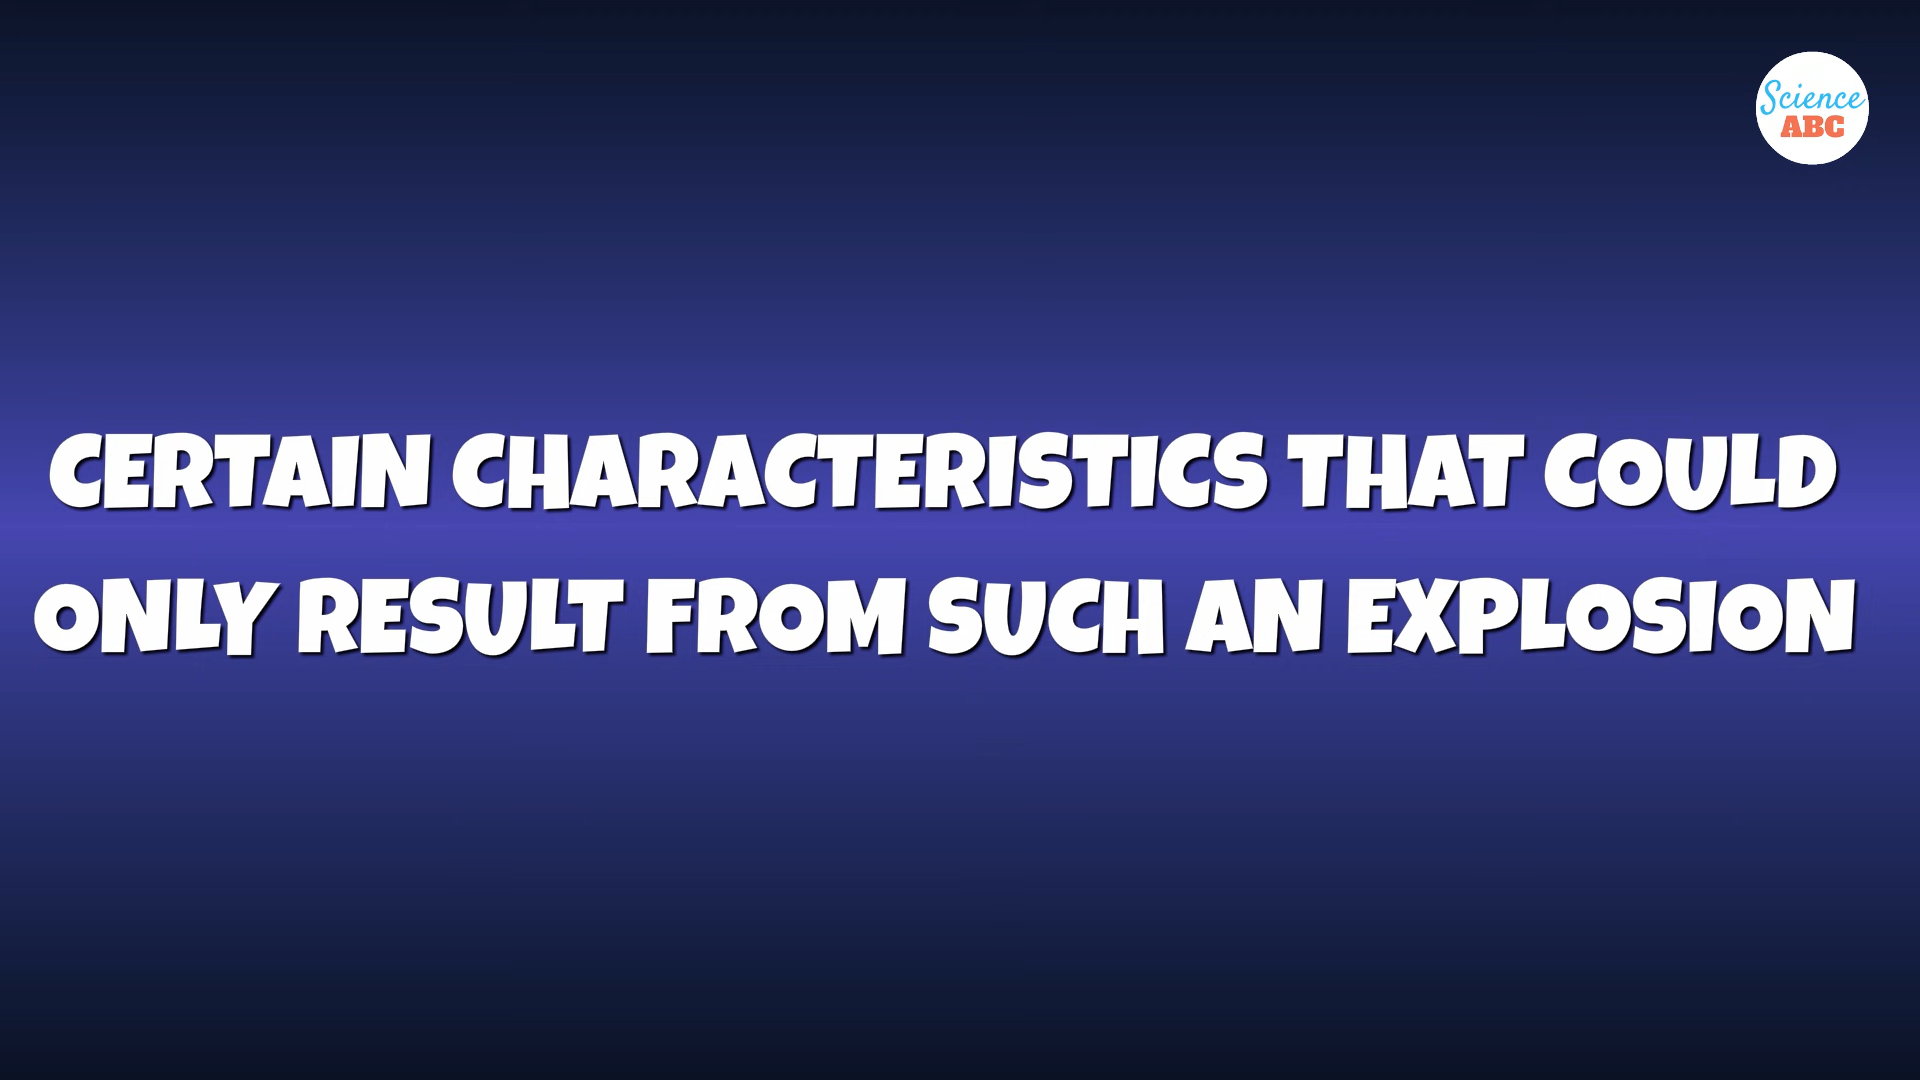 Science
ABC
CERTAIN CHARACTERISTICS THAT COULD
ONLY RESULT FROM SUCH AN EXPLOSION